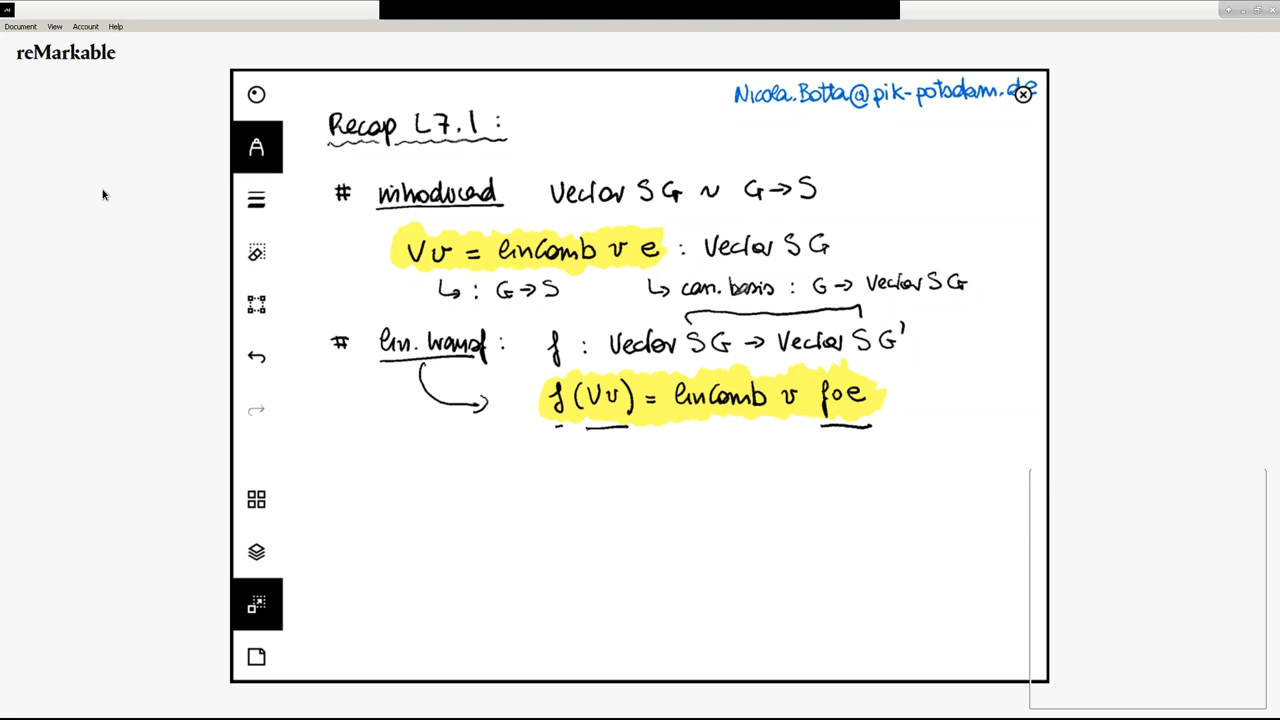 Document View Account Help
reMarkable
Nicola.Botta@pik-potsdam.de
Recap L7.1:
# introduced Vector S G ~ G → S
V v = linComb v e : Vector S G
↳ : G → S ↳ can. basis : G → Vector S G
# lin. transf: f : Vector S G → Vector S G'
f (V v) = linComb v f∘e